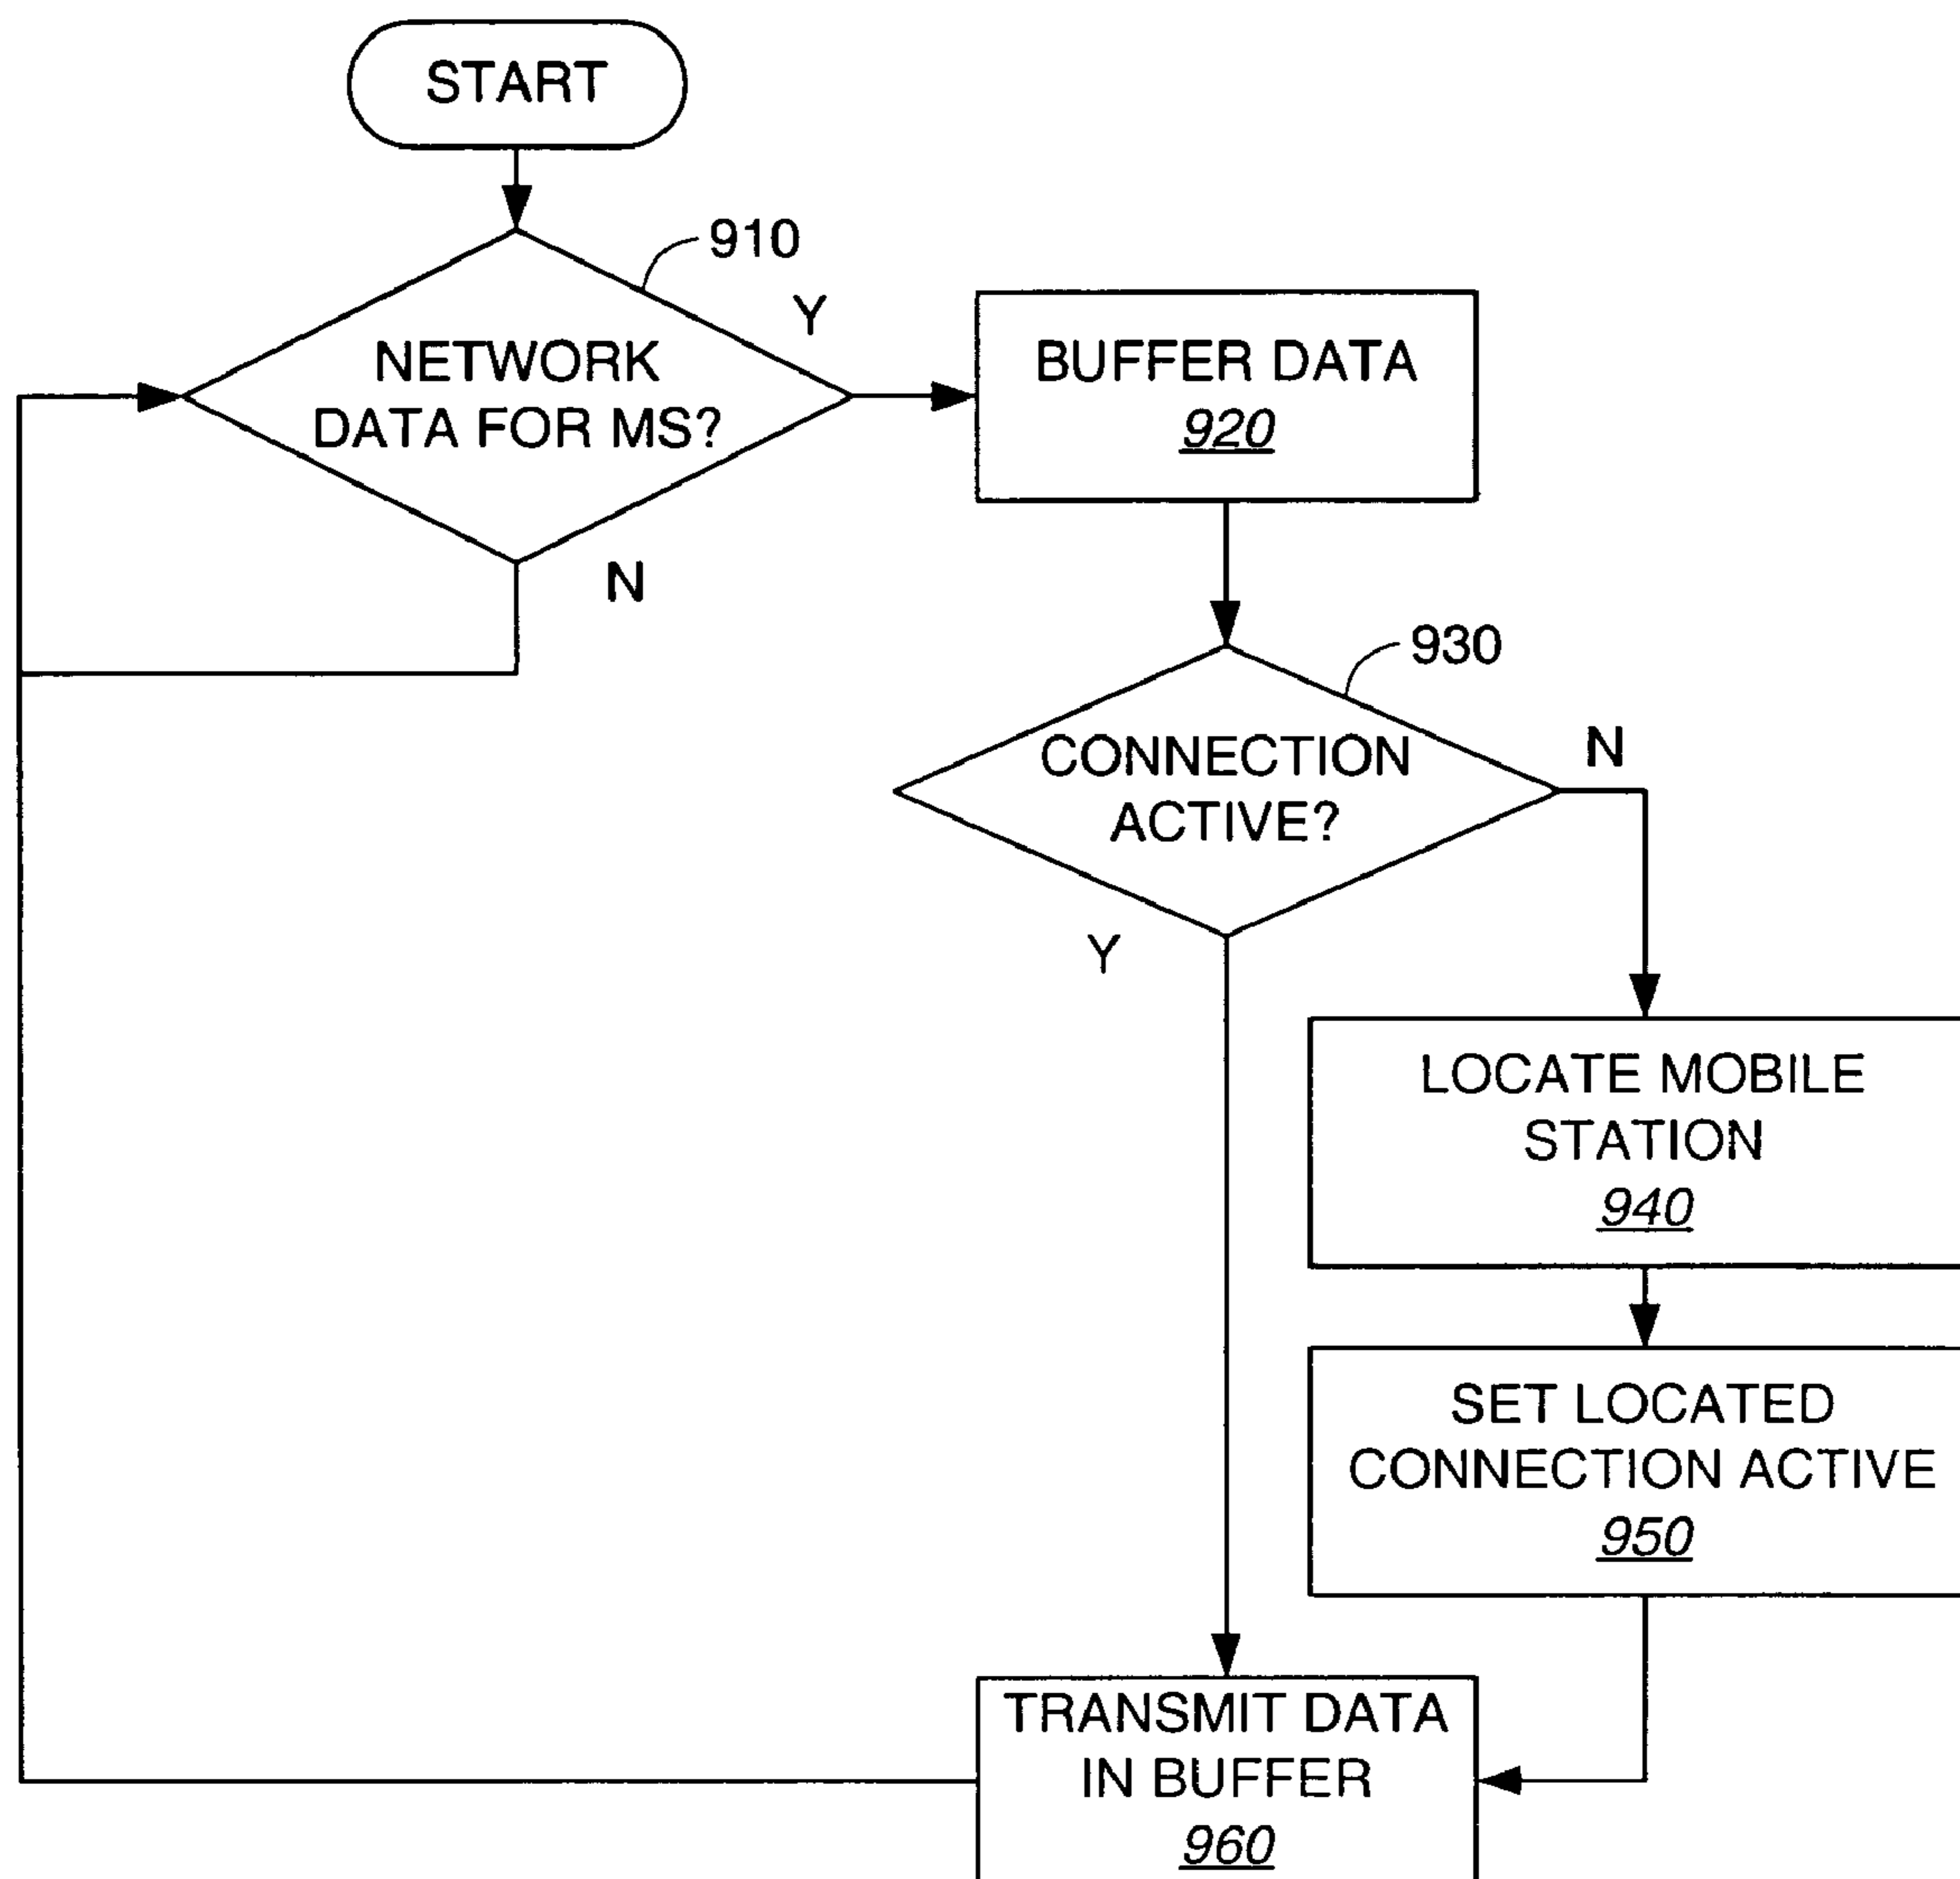 START
910
Y
NETWORK
DATA FOR MS?
N
BUFFER DATA
920
930
CONNECTION
ACTIVE?
N
Y
LOCATE MOBILE
STATION
940
SET LOCATED
CONNECTION ACTIVE
950
TRANSMIT DATA
IN BUFFER
960